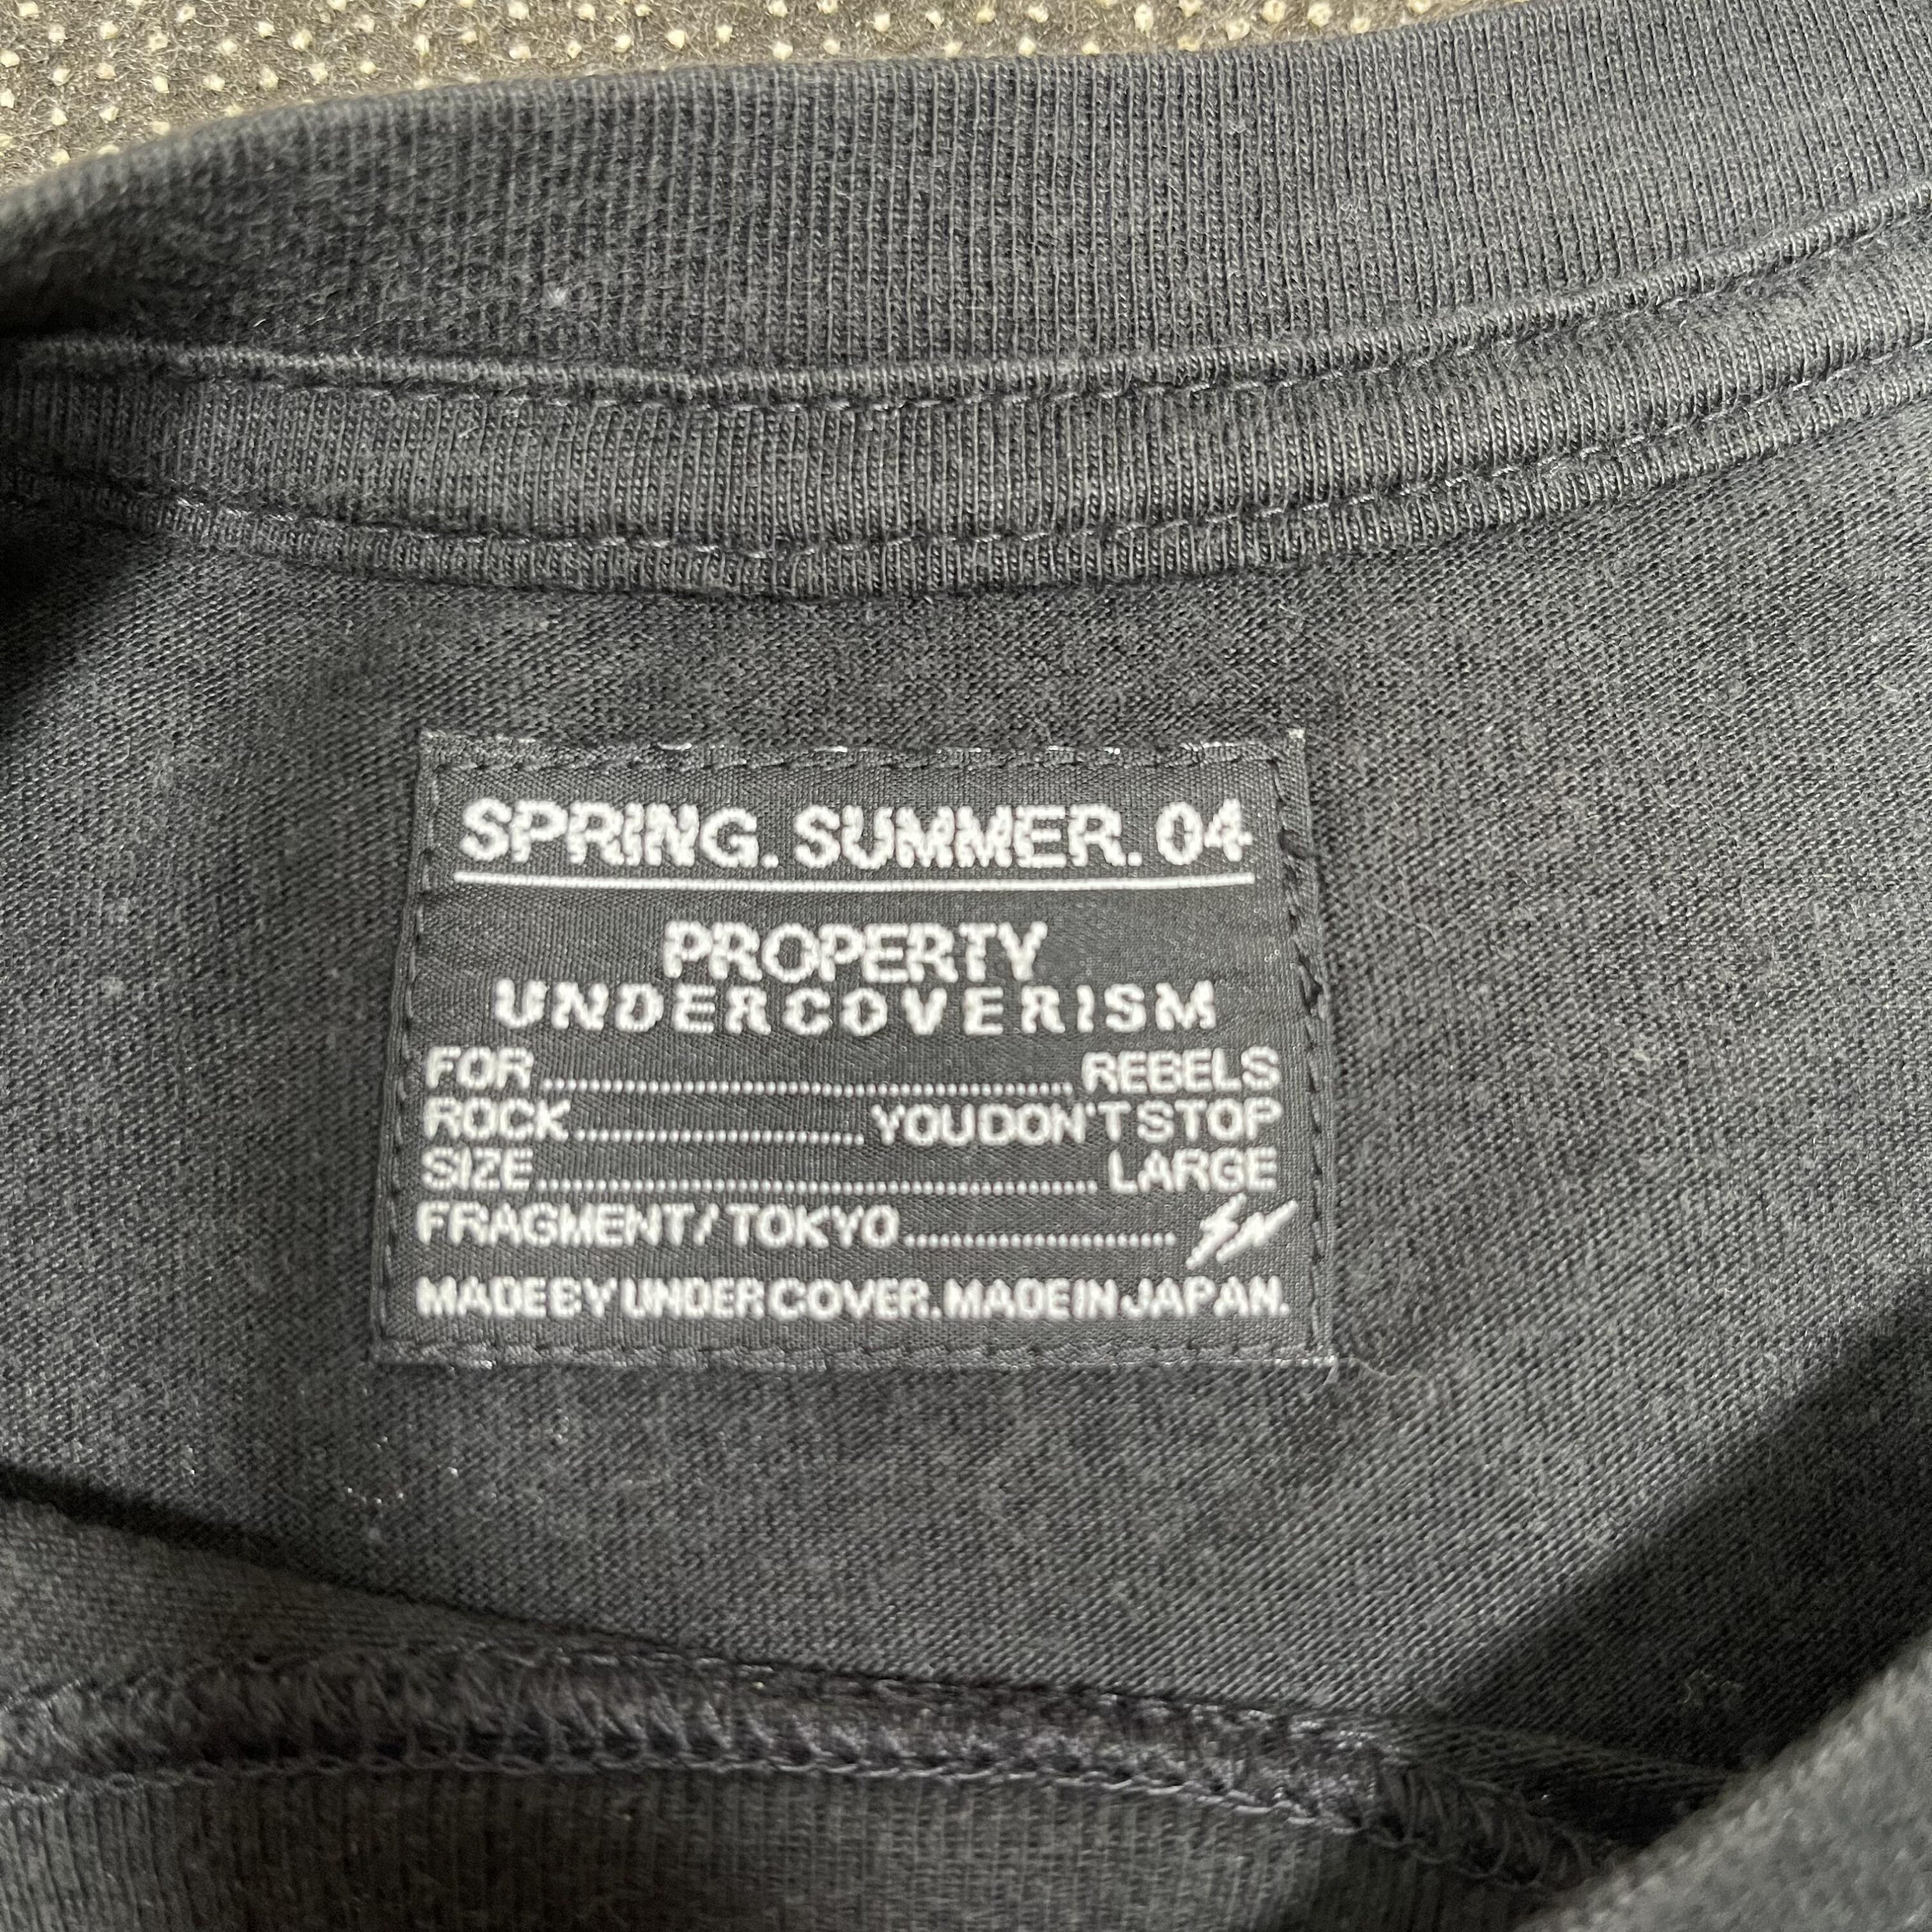 SPRING. SUMMER. 04
PROPERTY
UNDERCOVERISM
FOR.......................................................REBELS
ROCK..............................YOU DON'T STOP
SIZE..........................................................LARGE
FRAGMENT/TOKYO............................
MADE BY UNDER COVER. MADE IN JAPAN.